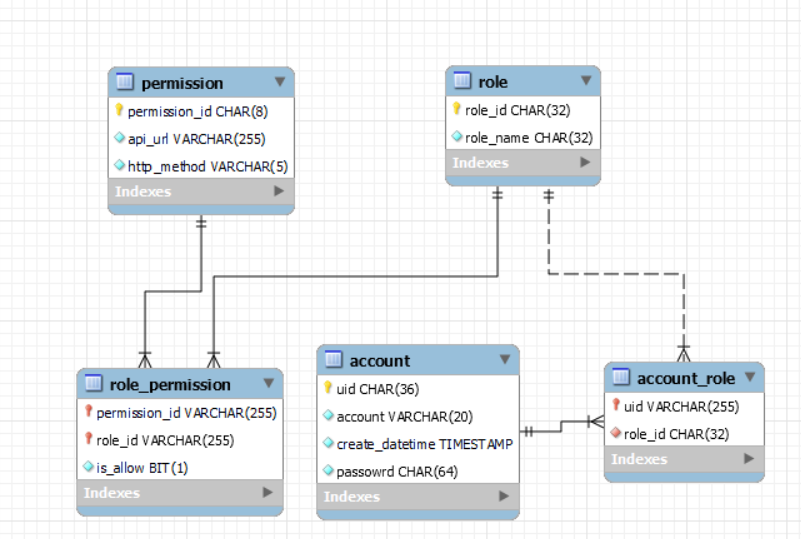 permission
permission_id CHAR(8)
api_url VARCHAR(255)
http_method VARCHAR(5)
Indexes
role
role_id CHAR(32)
role_name CHAR(32)
Indexes
role_permission
permission_id VARCHAR(255)
role_id VARCHAR(255)
is_allow BIT(1)
Indexes
account
uid CHAR(36)
account VARCHAR(20)
create_datetime TIMESTAMP
passowrd CHAR(64)
Indexes
account_role
uid VARCHAR(255)
role_id CHAR(32)
Indexes